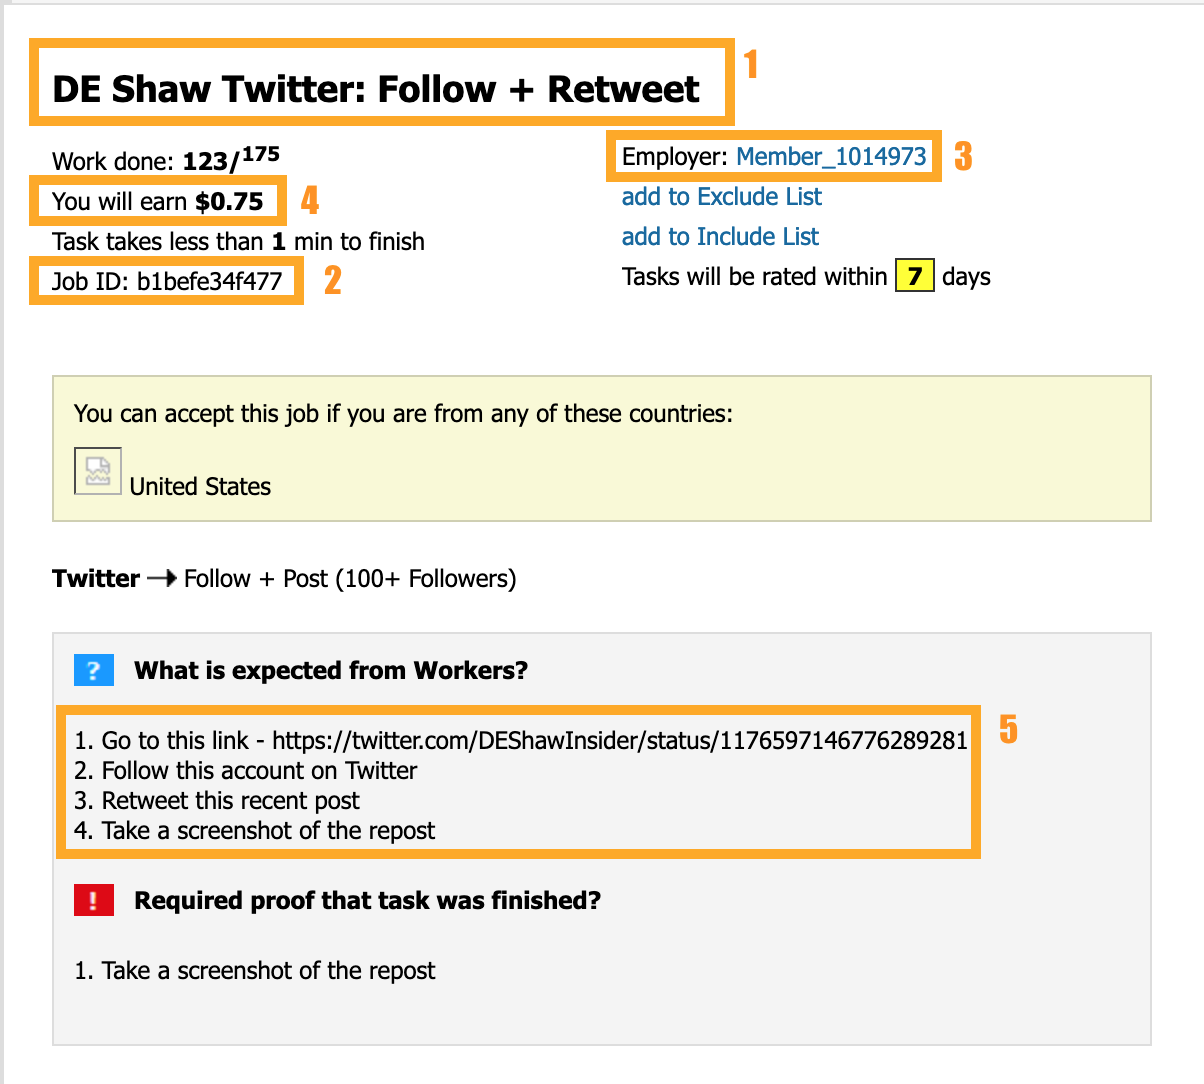 DE Shaw Twitter: Follow + Retweet
1
Work done: 123/175
You will earn $0.75
4
Task takes less than 1 min to finish
Job ID: b1befe34f477
2
Employer: Member_1014973
3
add to Exclude List
add to Include List
Tasks will be rated within 7 days
You can accept this job if you are from any of these countries:
United States
Twitter → Follow + Post (100+ Followers)
? What is expected from Workers?
1. Go to this link - https://twitter.com/DEShawInsider/status/1176597146776289281
5
2. Follow this account on Twitter
3. Retweet this recent post
4. Take a screenshot of the repost
! Required proof that task was finished?
1. Take a screenshot of the repost